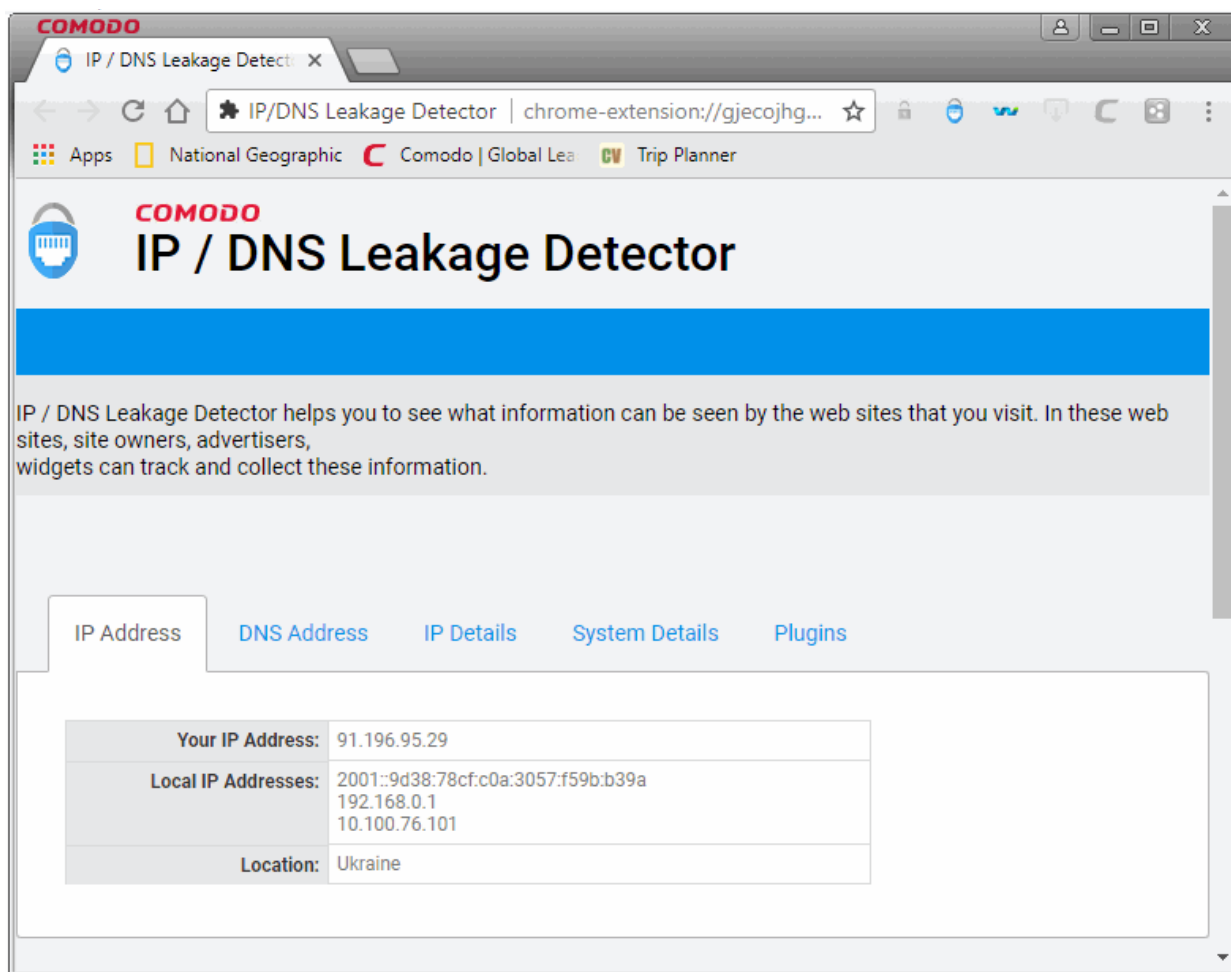 COMODO
IP / DNS Leakage Detect
IP/DNS Leakage Detector | chrome-extension://gjecojhg...
Apps National Geographic Comodo | Global Lea CV Trip Planner
COMODO
IP / DNS Leakage Detector
IP / DNS Leakage Detector helps you to see what information can be seen by the web sites that you visit. In these web
sites, site owners, advertisers,
widgets can track and collect these information.
IP Address DNS Address IP Details System Details Plugins
Your IP Address: 91.196.95.29
Local IP Addresses: 2001::9d38:78cf:c0a:3057:f59b:b39a
192.168.0.1
10.100.76.101
Location: Ukraine